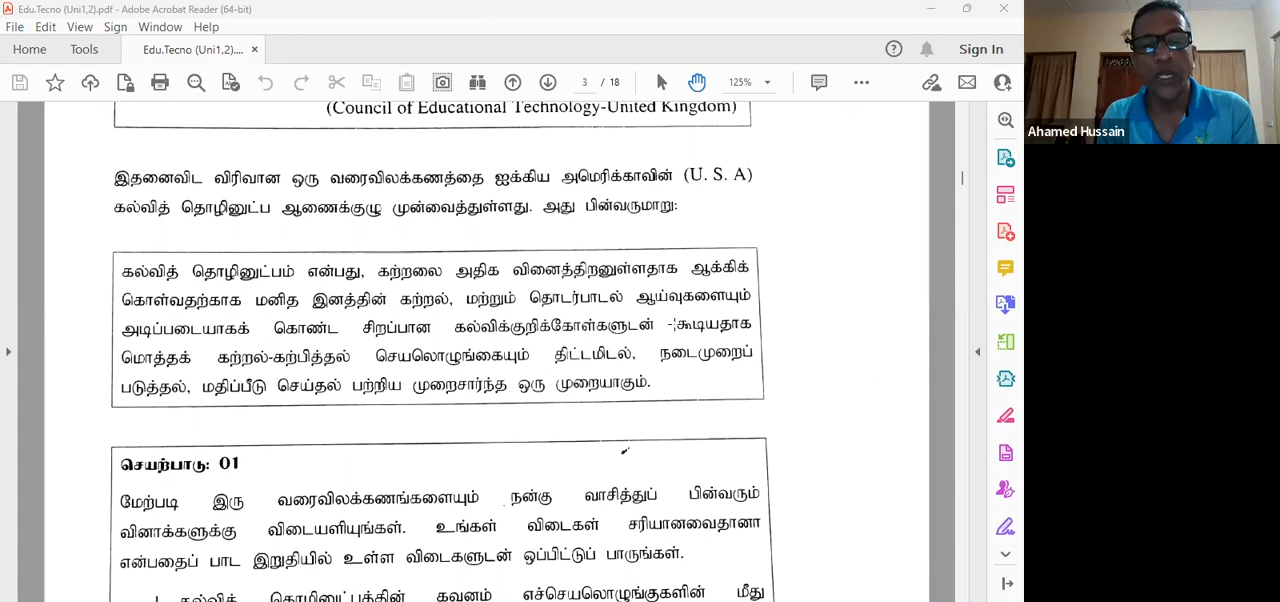 Edu.Tecno (Uni1,2).pdf - Adobe Acrobat Reader (64-bit)
File Edit View Sign Window Help
Home Tools Edu.Tecno (Uni1,2).... × Sign In
3 / 18 125%
Ahamed Hussain
(Council of Educational Technology-United Kingdom)
இதனைவிட விரிவான ஒரு வரைவிலக்கணத்தை ஐக்கிய அமெரிக்காவின் (U. S. A)
கல்வித் தொழினுட்ப ஆணைக்குழு முன்வைத்துள்ளது. அது பின்வருமாறு:
கல்வித் தொழினுட்பம் என்பது, கற்றலை அதிக வினைத்திறனுள்ளதாக ஆக்கிக்
கொள்வதற்காக மனித இனத்தின் கற்றல், மற்றும் தொடர்பாடல் ஆய்வுகளையும்
அடிப்படையாகக் கொண்ட சிறப்பான கல்விக்குறிக்கோள்களுடன் கூடியதாக
மொத்தக் கற்றல்-கற்பித்தல் செயலொழுங்கையும் திட்டமிடல், நடைமுறைப்
படுத்தல், மதிப்பீடு செய்தல் பற்றிய முறைசார்ந்த ஒரு முறையாகும்.
செயற்பாடு: 01
மேற்படி இரு வரைவிலக்கணங்களையும் நன்கு வாசித்துப் பின்வரும்
வினாக்களுக்கு விடையளியுங்கள். உங்கள் விடைகள் சரியானவைதானா
என்பதைப் பாட இறுதியில் உள்ள விடைகளுடன் ஒப்பிட்டுப் பாருங்கள்.
கல்வித் தொழினுட்பத்தின் கவனம் எச்செயலொழுங்குகளின் மீது